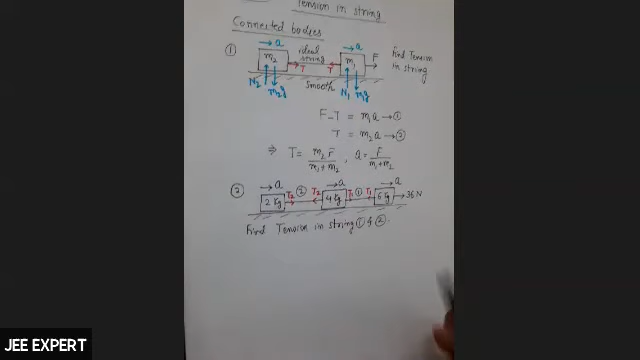 Tension in string
Connected bodies
① → a → a
m₂ ideal string m₁ F
T T
Find Tension in string
N₂ m₂g Smooth N₁ m₁g
F - T = m₁a → ①
T = m₂a → ②
⇒ T = m₂F / m₁+m₂ , a = F / m₁+m₂
② → a → a → a
2 Kg T₂ ② T₂ 4 Kg T₁ ① T₁ 6 Kg → 36 N
Find Tension in string ① & ②.
JEE EXPERT